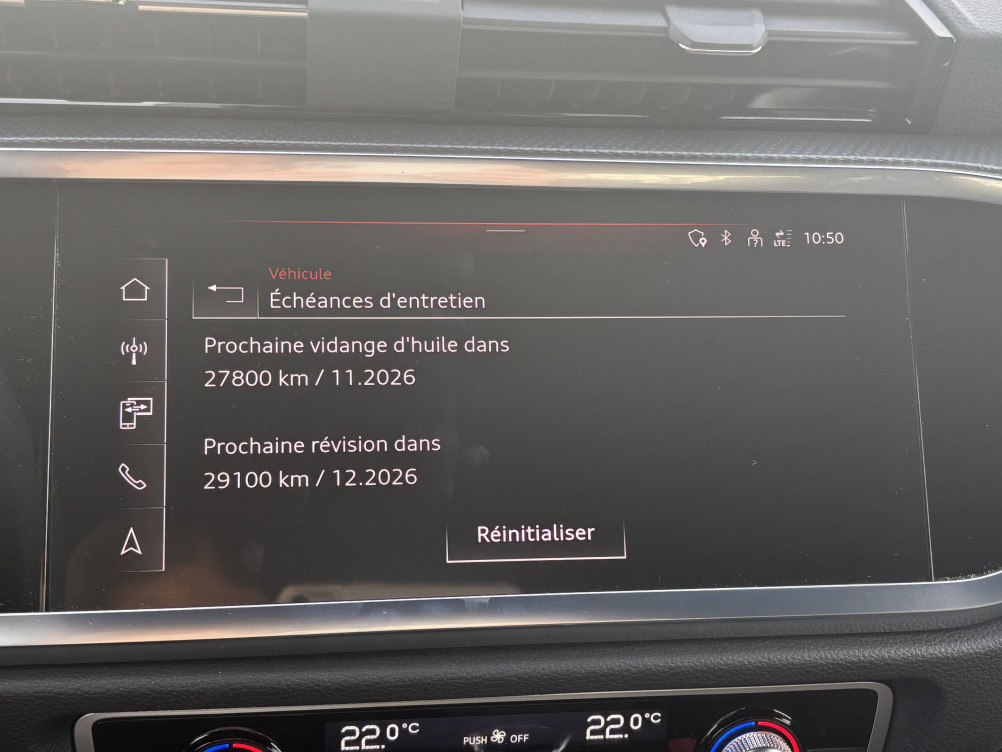 LTE
10:50
Véhicule
Échéances d'entretien
Prochaine vidange d'huile dans
27800 km / 11.2026
Prochaine révision dans
29100 km / 12.2026
Réinitialiser
22.0°C
PUSH OFF
22.0°C